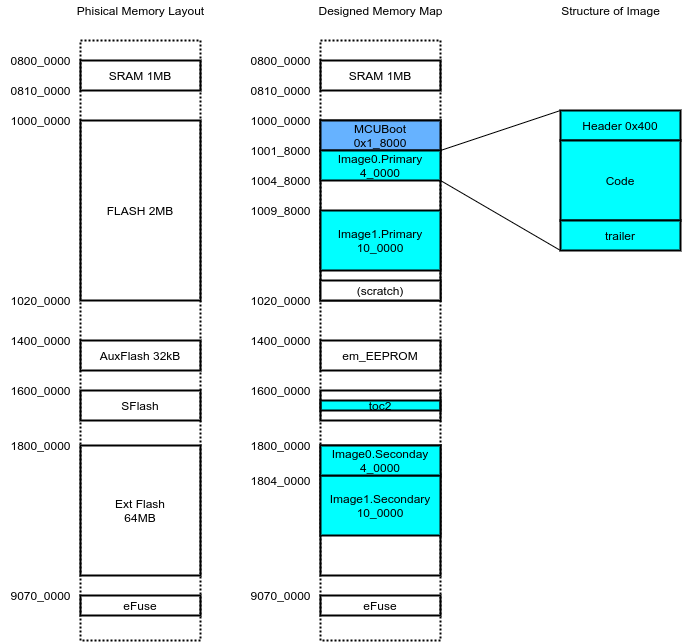 Phisical Memory Layout
Designed Memory Map
Structure of Image
0800_0000
SRAM 1MB
0810_0000
1000_0000
FLASH 2MB
1020_0000
1400_0000
AuxFlash 32kB
1600_0000
SFlash
1800_0000
Ext Flash
64MB
9070_0000
eFuse
0800_0000
SRAM 1MB
0810_0000
1000_0000
MCUBoot
0x1_8000
1001_8000
Image0.Primary
4_0000
1004_8000
1009_8000
Image1.Primary
10_0000
(scratch)
1020_0000
1400_0000
em_EEPROM
1600_0000
toc2
1800_0000
Image0.Seconday
4_0000
1804_0000
Image1.Secondary
10_0000
9070_0000
eFuse
Header 0x400
Code
trailer